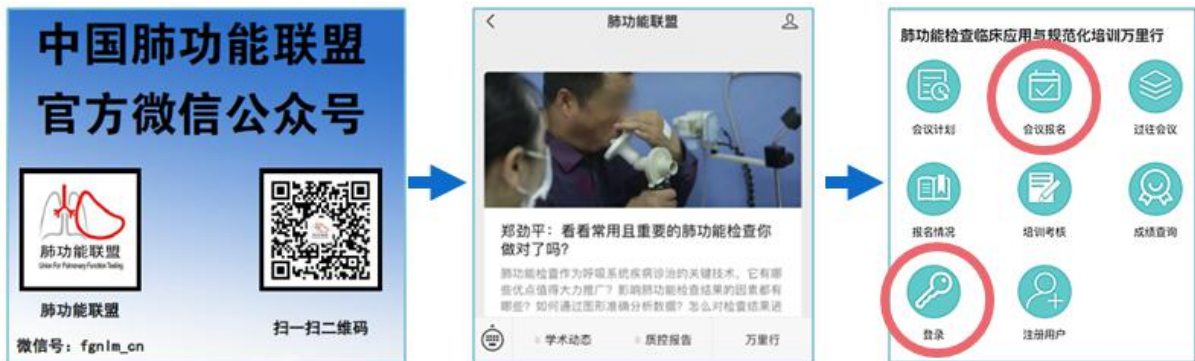 中国肺功能联盟
官方微信公众号
肺功能联盟
Union For Pulmonary Function Testing
肺功能联盟
微信号：fgnlm_cn
扫一扫二维码
肺功能联盟
郑劲平：看看常用且重要的肺功能检查你
做对了吗？
肺功能检查作为呼吸系统疾病诊治的关键技术，它有哪
些优点值得大力推广？影响肺功能检查结果的因素都有
哪些？如何通过图形准确分析数据？怎么对检查结果进
学术动态
质控报告
万里行
肺功能检查临床应用与规范化培训万里行
会议计划
会议报名
过往会议
报名情况
培训考核
成绩查询
登录
注册用户